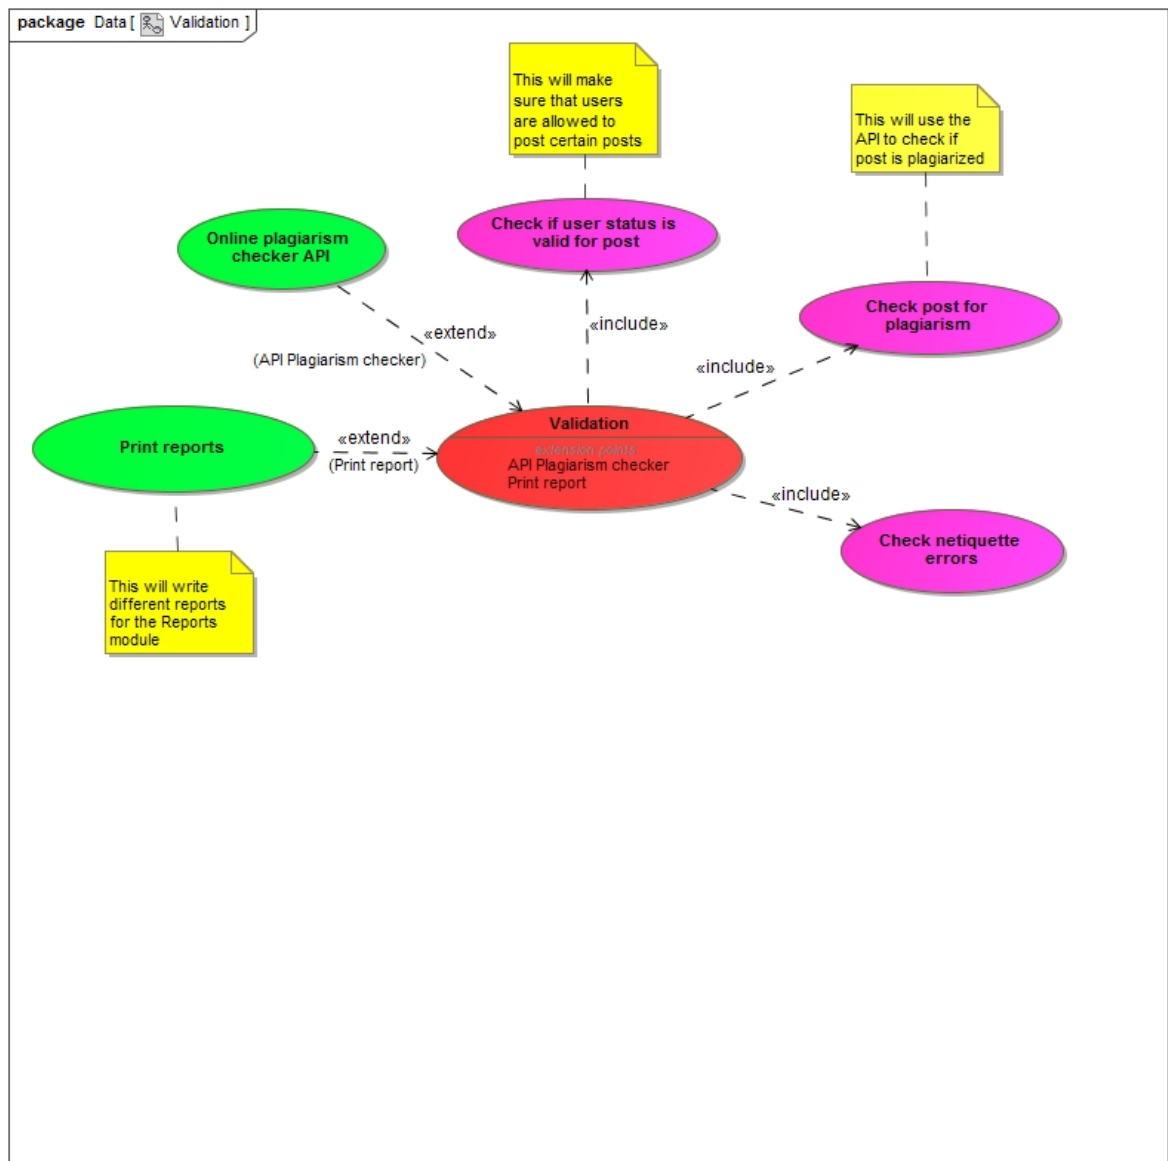 package Data [ Validation ]
This will make
sure that users
are allowed to
post certain posts
This will use the
API to check if
post is plagiarized
Check if user status is
valid for post
Online plagiarism
checker API
Check post for
plagiarism
«extend»
«include»
(API Plagiarism checker)
«include»
Validation
extension points
API Plagiarism checker
Print report
Print reports
«extend»
(Print report)
«include»
Check netiquette
errors
This will write
different reports
for the Reports
module